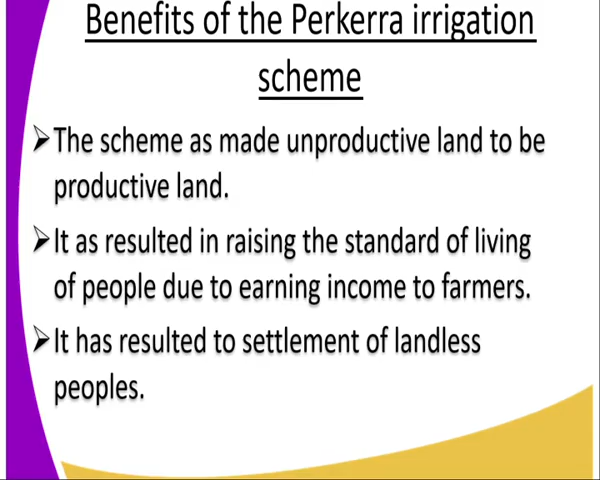 Benefits of the Perkerra irrigation
scheme
➢The scheme as made unproductive land to be
productive land.
➢It as resulted in raising the standard of living
of people due to earning income to farmers.
➢It has resulted to settlement of landless
peoples.